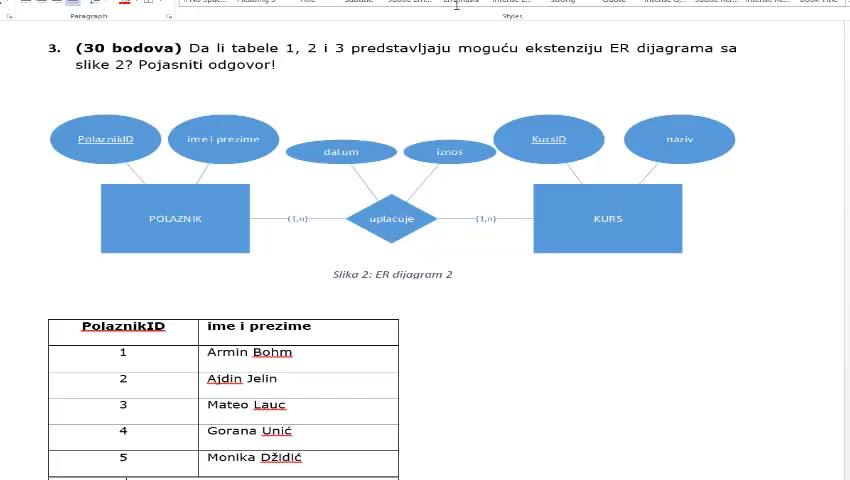 Paragraph
Styles
3. (30 bodova) Da li tabele 1, 2 i 3 predstavljaju moguću ekstenziju ER dijagrama sa
slike 2? Pojasniti odgovor!
PolaznikID
ime i prezime
datum
iznos
KursID
naziv
POLAZNIK
(1,n)
uplaćuje
(1,n)
KURS
Slika 2: ER dijagram 2
PolaznikID ime i prezime
1 Armin Bohm
2 Ajdin Jelin
3 Mateo Lauc
4 Gorana Unić
5 Monika Džidić